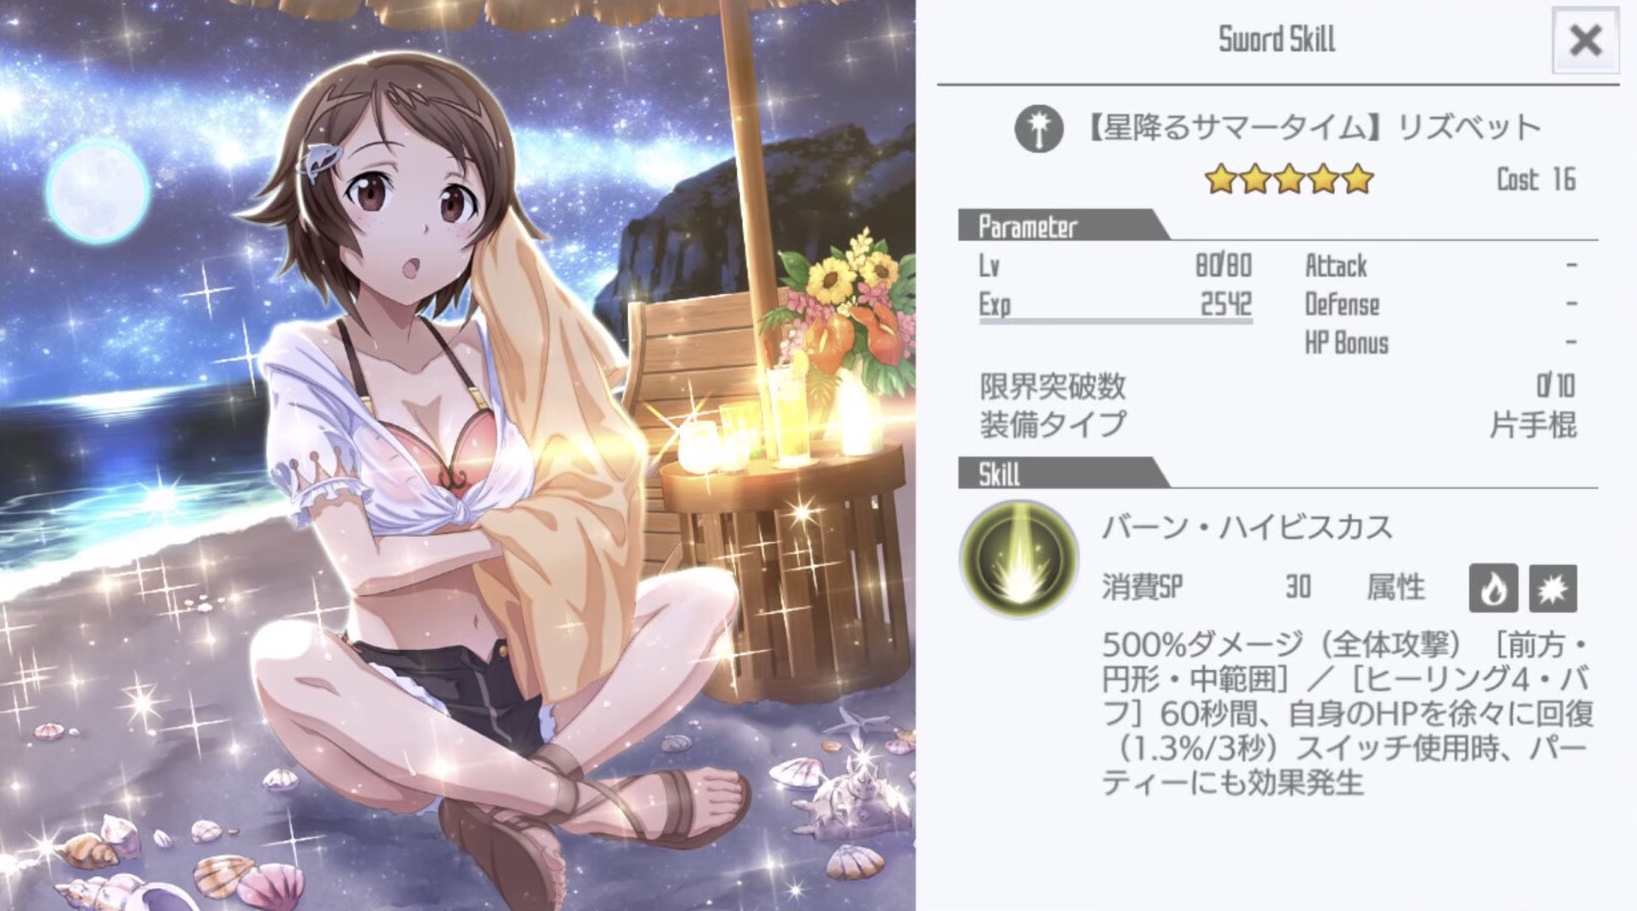 Sword Skill
【星降るサマータイム】リズベット
Cost 16
Parameter
Lv 80/80 Attack -
Exp 2542 Defense -
HP Bonus -
限界突破数 0/10
装備タイプ 片手棍
Skill
バーン・ハイビスカス
消費SP 30 属性
500%ダメージ（全体攻撃）［前方・
円形・中範囲］／［ヒーリング4・バ
フ］60秒間、自身のHPを徐々に回復
（1.3%/3秒）スイッチ使用時、パー
ティーにも効果発生